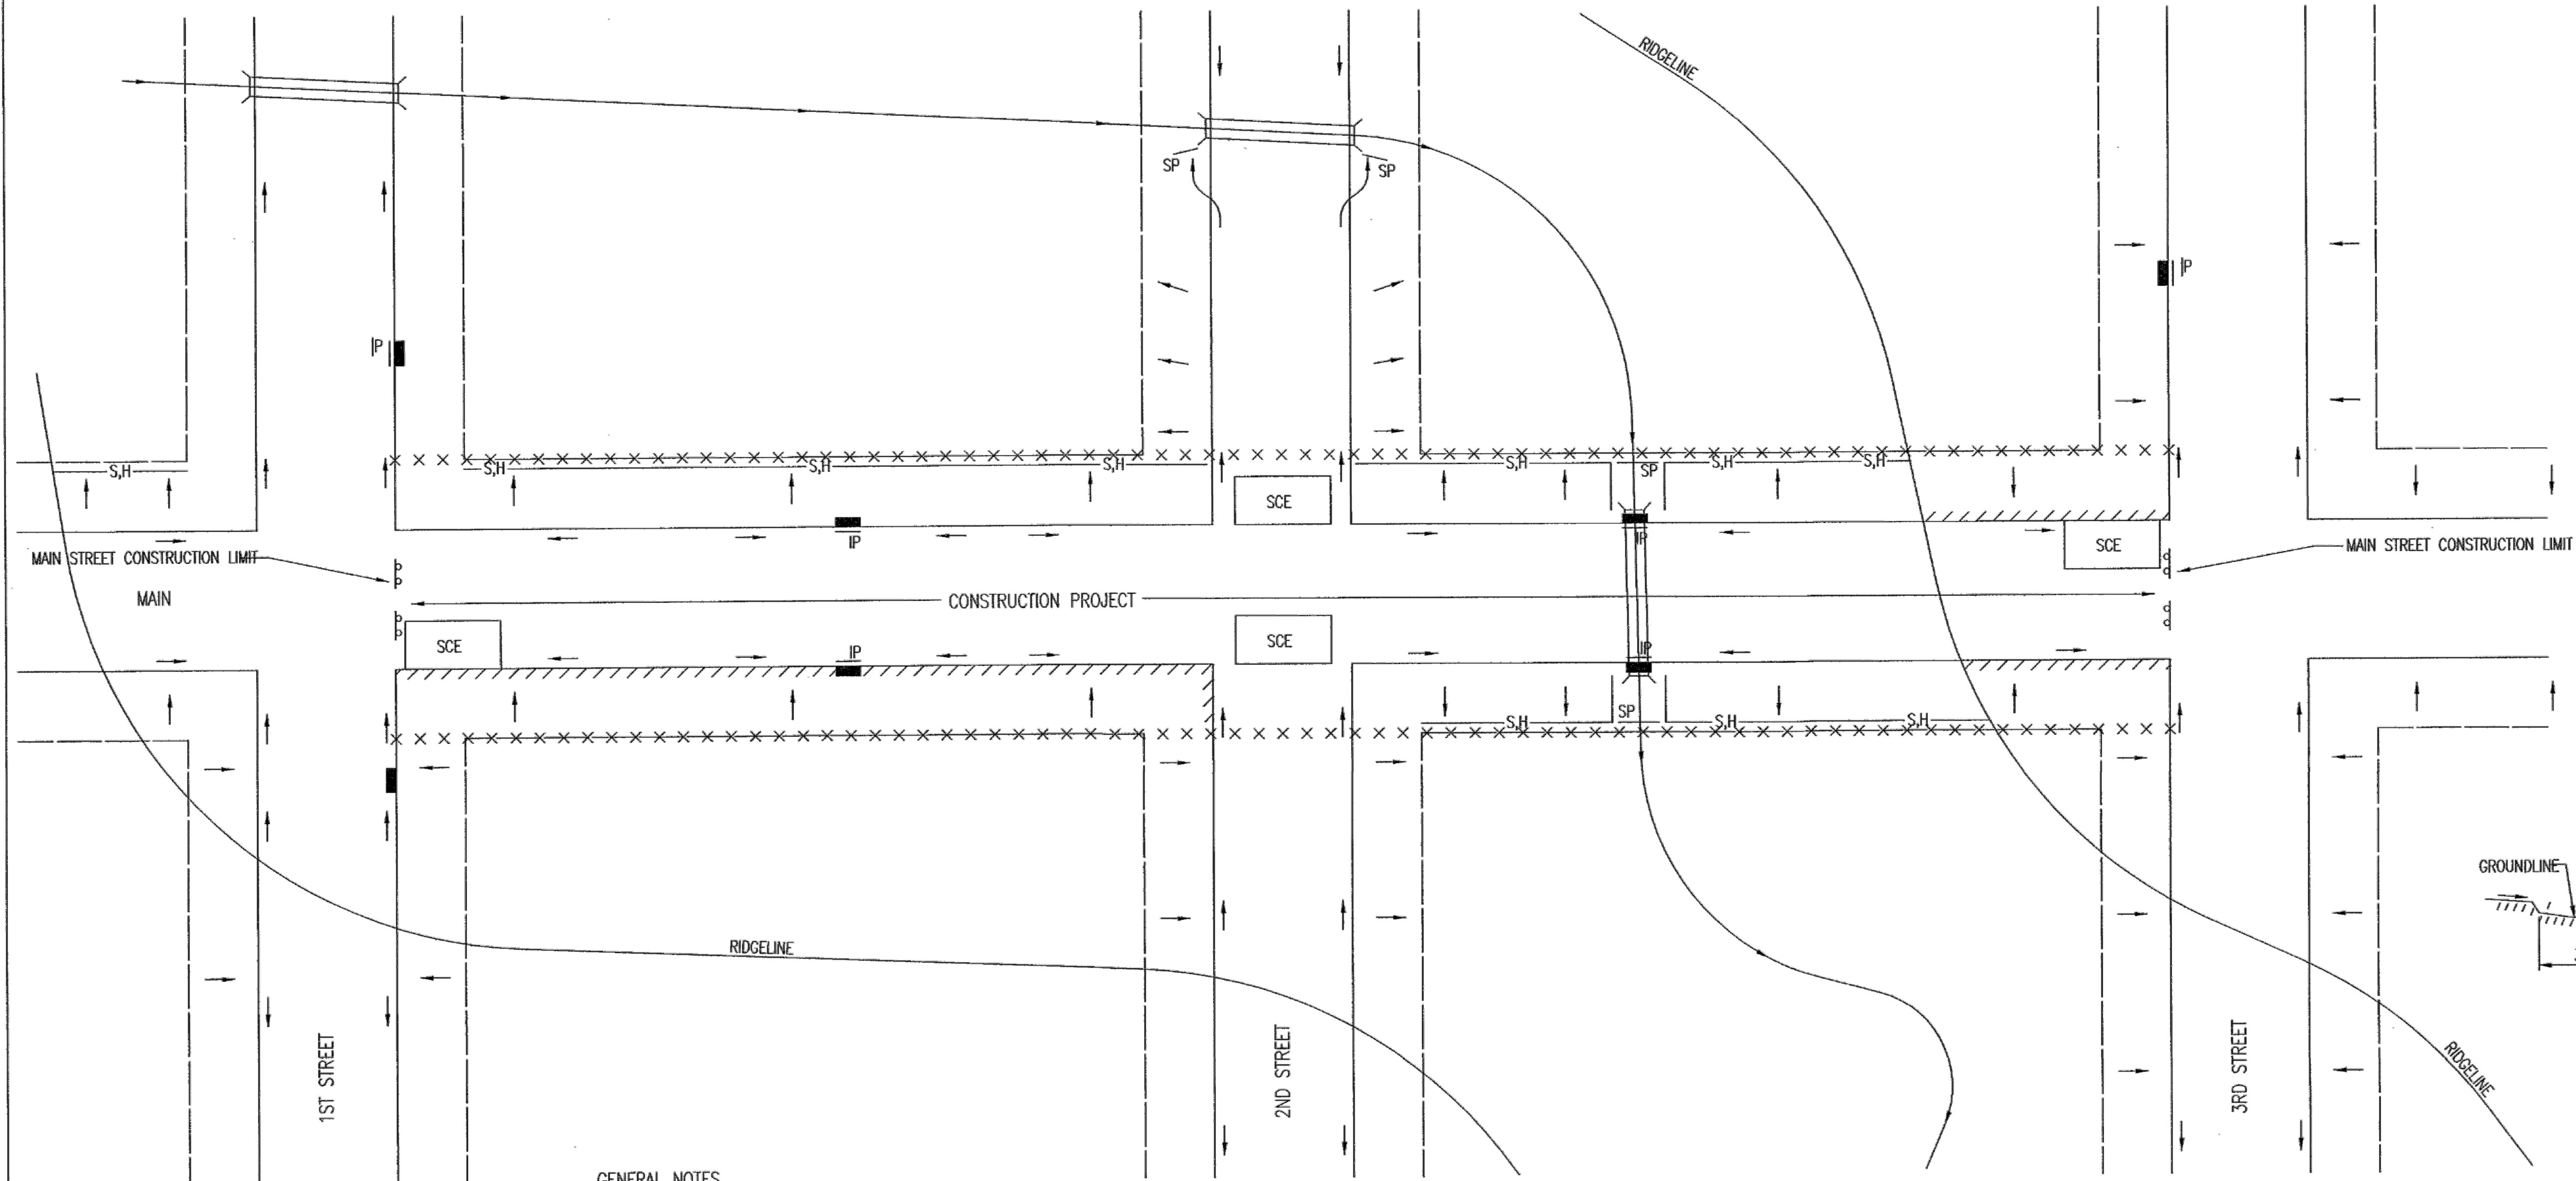 RIDGELINE
SP
SP
IP
IP
S,H
S,H
S,H
S,H
S,H
SP
S,H
S,H
SCE
IP
IP
SCE
MAIN STREET CONSTRUCTION LIMIT
MAIN STREET CONSTRUCTION LIMIT
MAIN
CONSTRUCTION PROJECT
SCE
SCE
IP
IP
S,H
SP
S,H
S,H
GROUNDLINE
RIDGELINE
1ST STREET
2ND STREET
3RD STREET
RIDGELINE
GENERAL NOTES